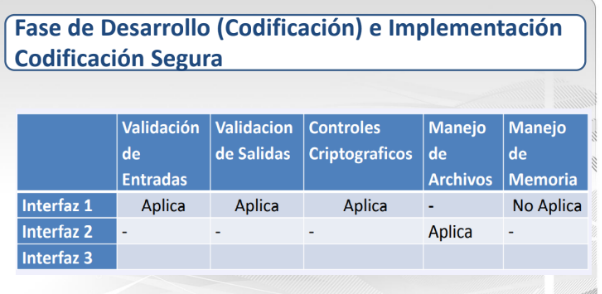 Fase de Desarrollo (Codificación) e Implementación
Codificación Segura
Validación de Entradas Validacion de Salidas Controles Criptograficos Manejo de Archivos Manejo de Memoria
Interfaz 1 Aplica Aplica Aplica - No Aplica
Interfaz 2 - - - Aplica -
Interfaz 3